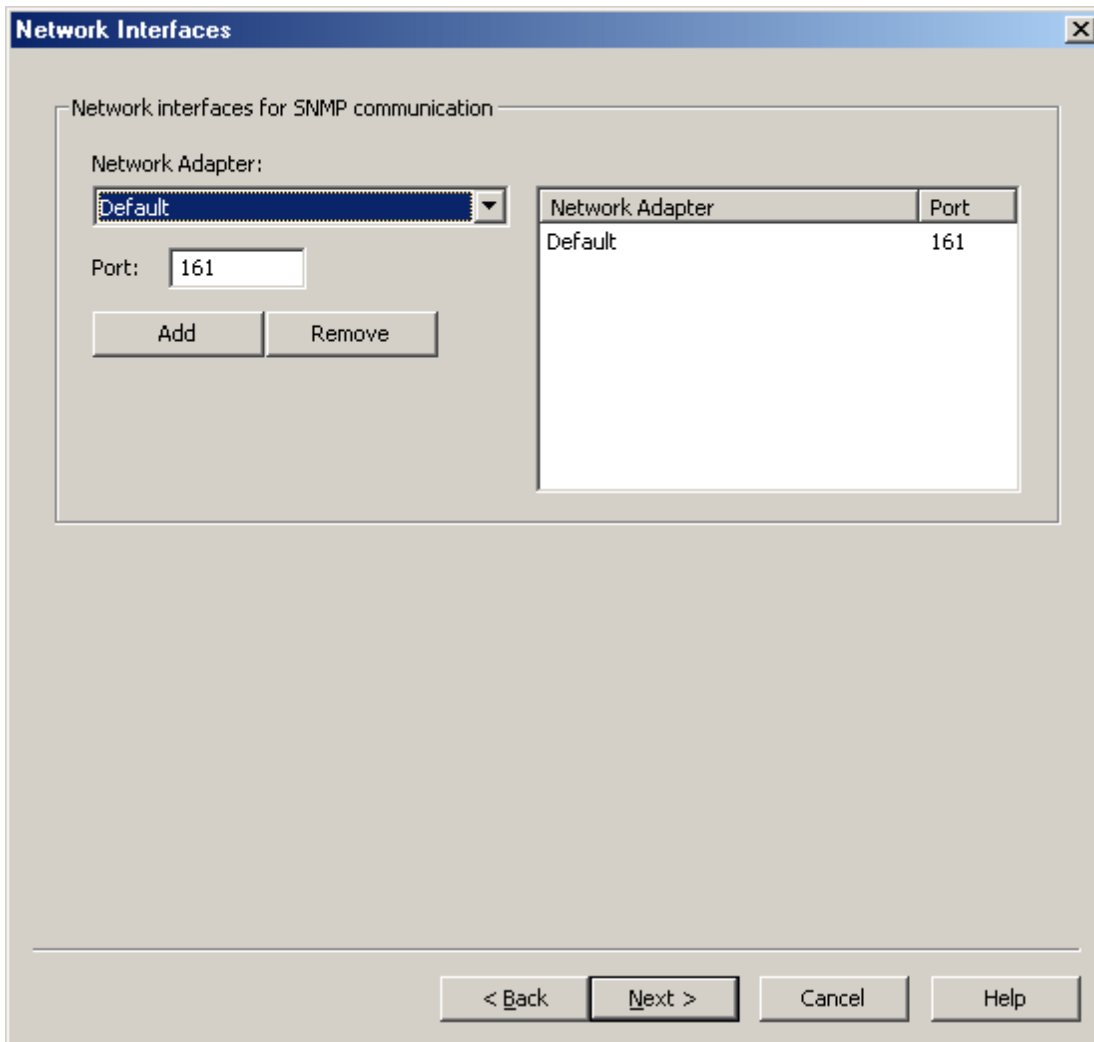 Network Interfaces
Network interfaces for SNMP communication
Network Adapter:
Default
Port: 161
Add Remove
Network Adapter Port
Default 161
< Back Next > Cancel Help